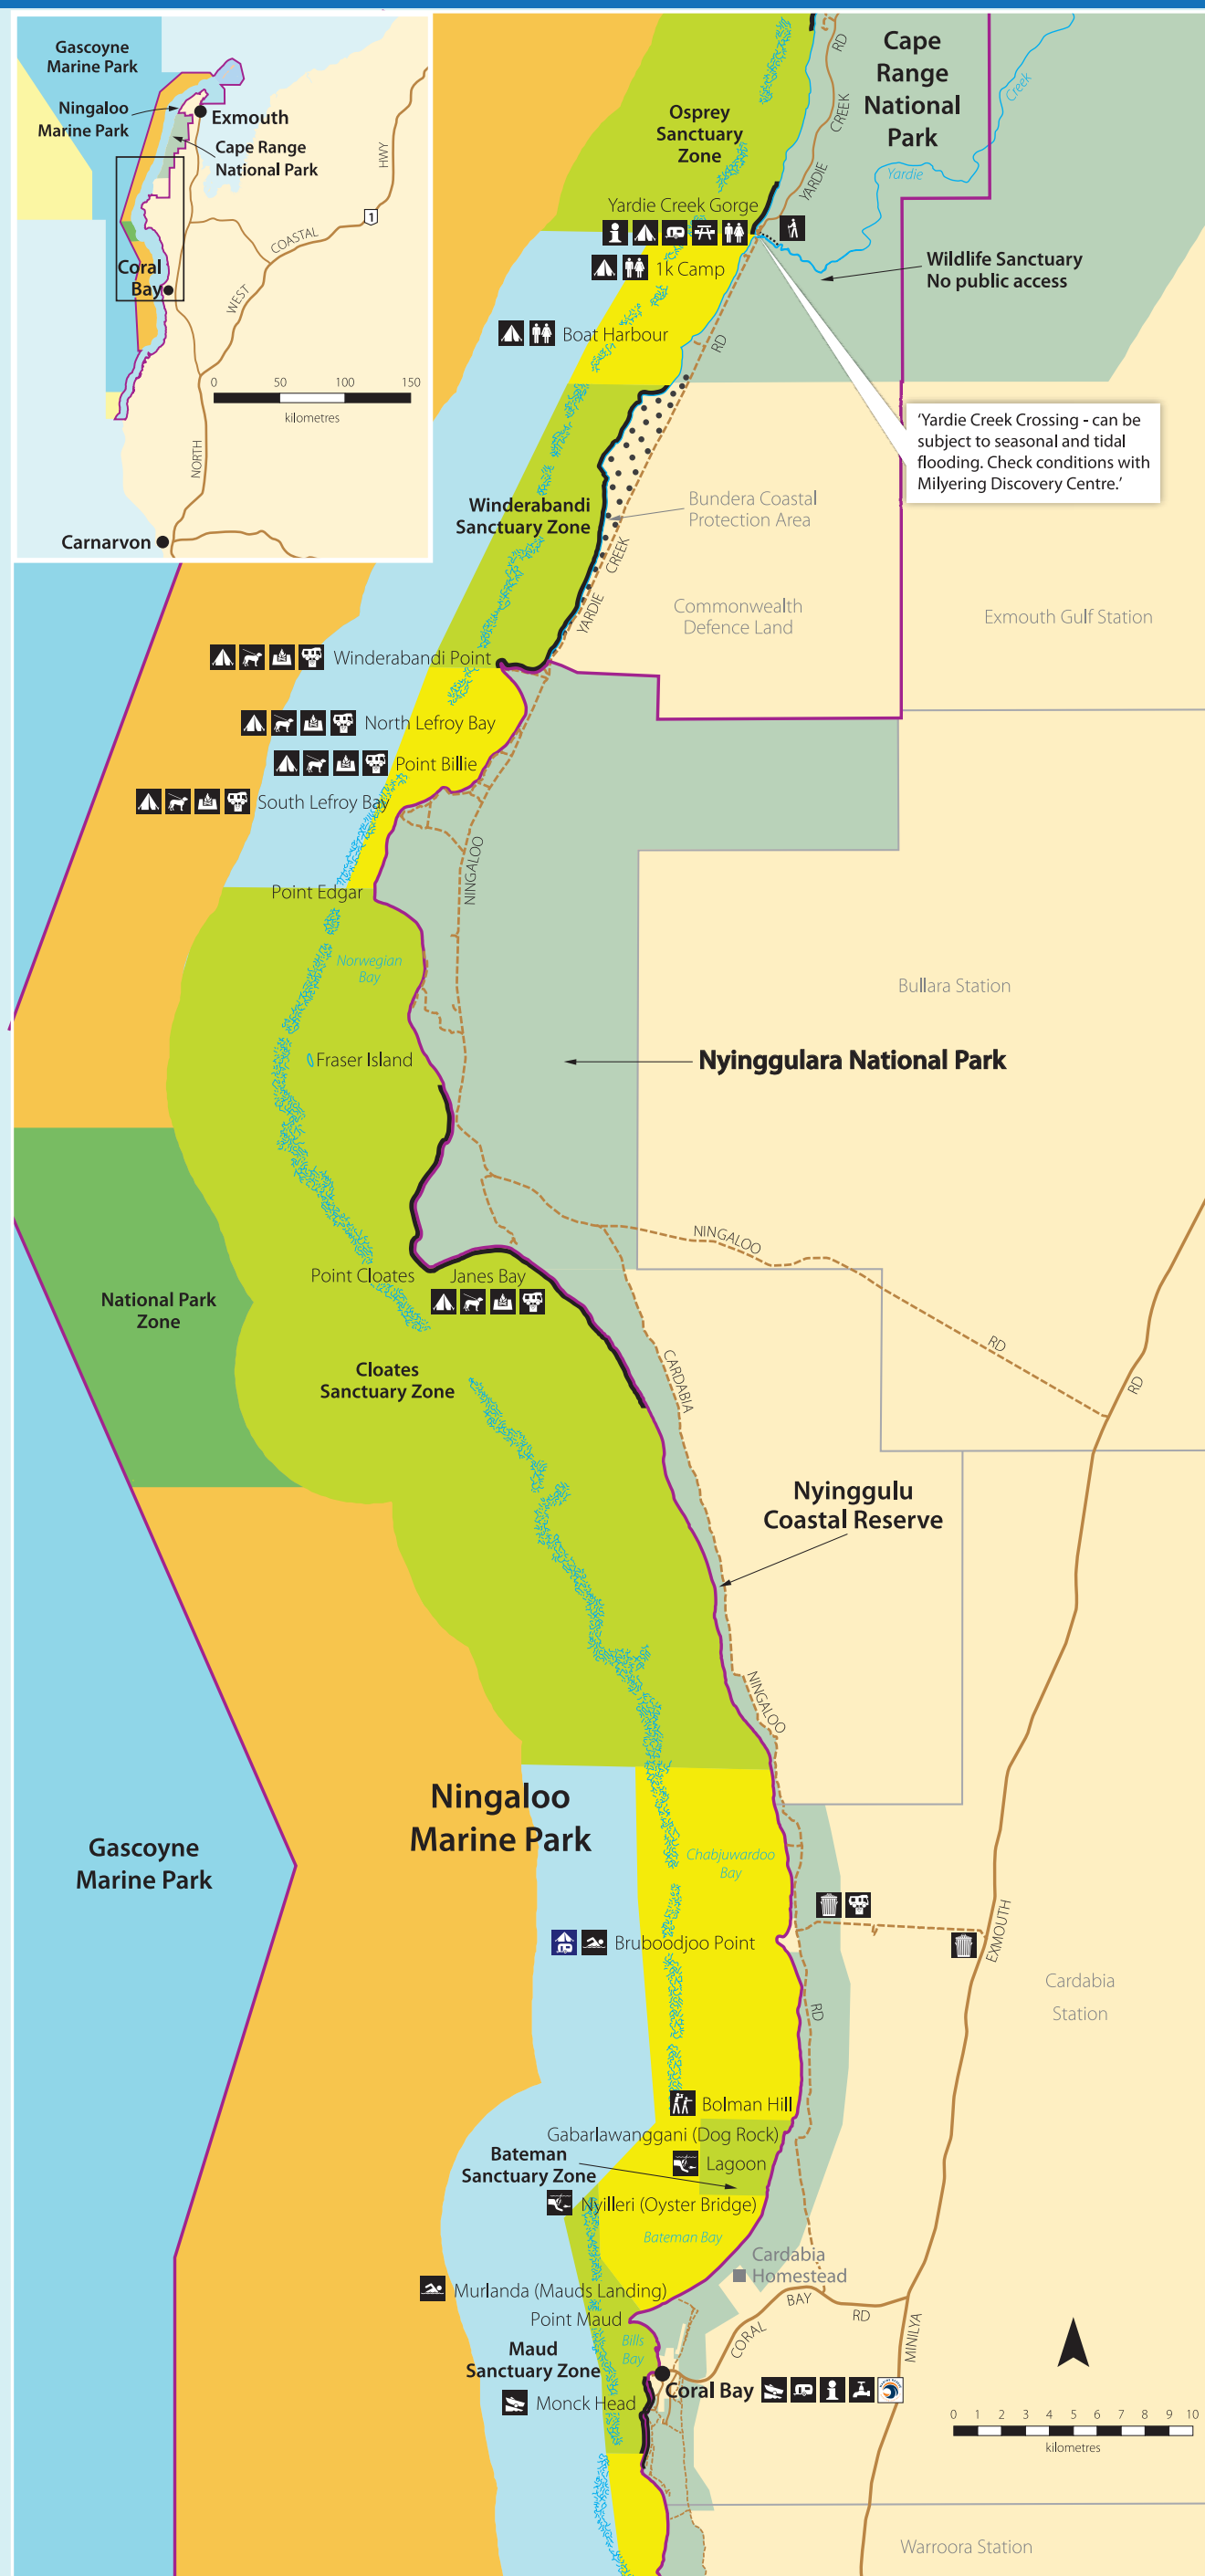 Gascoyne
Marine Park
Ningaloo
Marine Park
Exmouth
Cape Range
National Park
HWY
1
COASTAL
WEST
Coral
Bay
0 50 100 150
kilometres
NORTH
Carnarvon
RD
CREEK
YARDIE
Cape
Range
National
Park
Creek
Yardie
Osprey
Sanctuary
Zone
Yardie Creek Gorge
1k Camp
Boat Harbour
RD
Wildlife Sanctuary
No public access
'Yardie Creek Crossing - can be
subject to seasonal and tidal
flooding. Check conditions with
Milyering Discovery Centre.'
Winderabandi
Sanctuary Zone
Bundera Coastal
Protection Area
CREEK
YARDIE
Commonwealth
Defence Land
Exmouth Gulf Station
Winderabandi Point
North Lefroy Bay
Point Billie
South Lefroy Bay
NINGALOO
Point Edgar
Norwegian
Bay
Bullara Station
Fraser Island
Nyinggulara National Park
NINGALOO
RD
RD
Point Cloates
Janes Bay
National Park
Zone
Cloates
Sanctuary Zone
CARDABIA
Nyinggulu
Coastal Reserve
NINGALOO
Ningaloo
Marine Park
Gascoyne
Marine Park
Chabjuwardoo
Bay
Bruboodjoo Point
EXMOUTH
Cardabia
Station
RD
Bolman Hill
Gabarlawanggani (Dog Rock)
Bateman
Sanctuary Zone
Lagoon
Nyilleri (Oyster Bridge)
Bateman Bay
Cardabia
Homestead
Murlanda (Mauds Landing)
BAY
RD
CORAL
MINILYA
Point Maud
Bills
Bay
Maud
Sanctuary Zone
Coral Bay
Monck Head
0 1 2 3 4 5 6 7 8 9 10
kilometres
Warroora Station